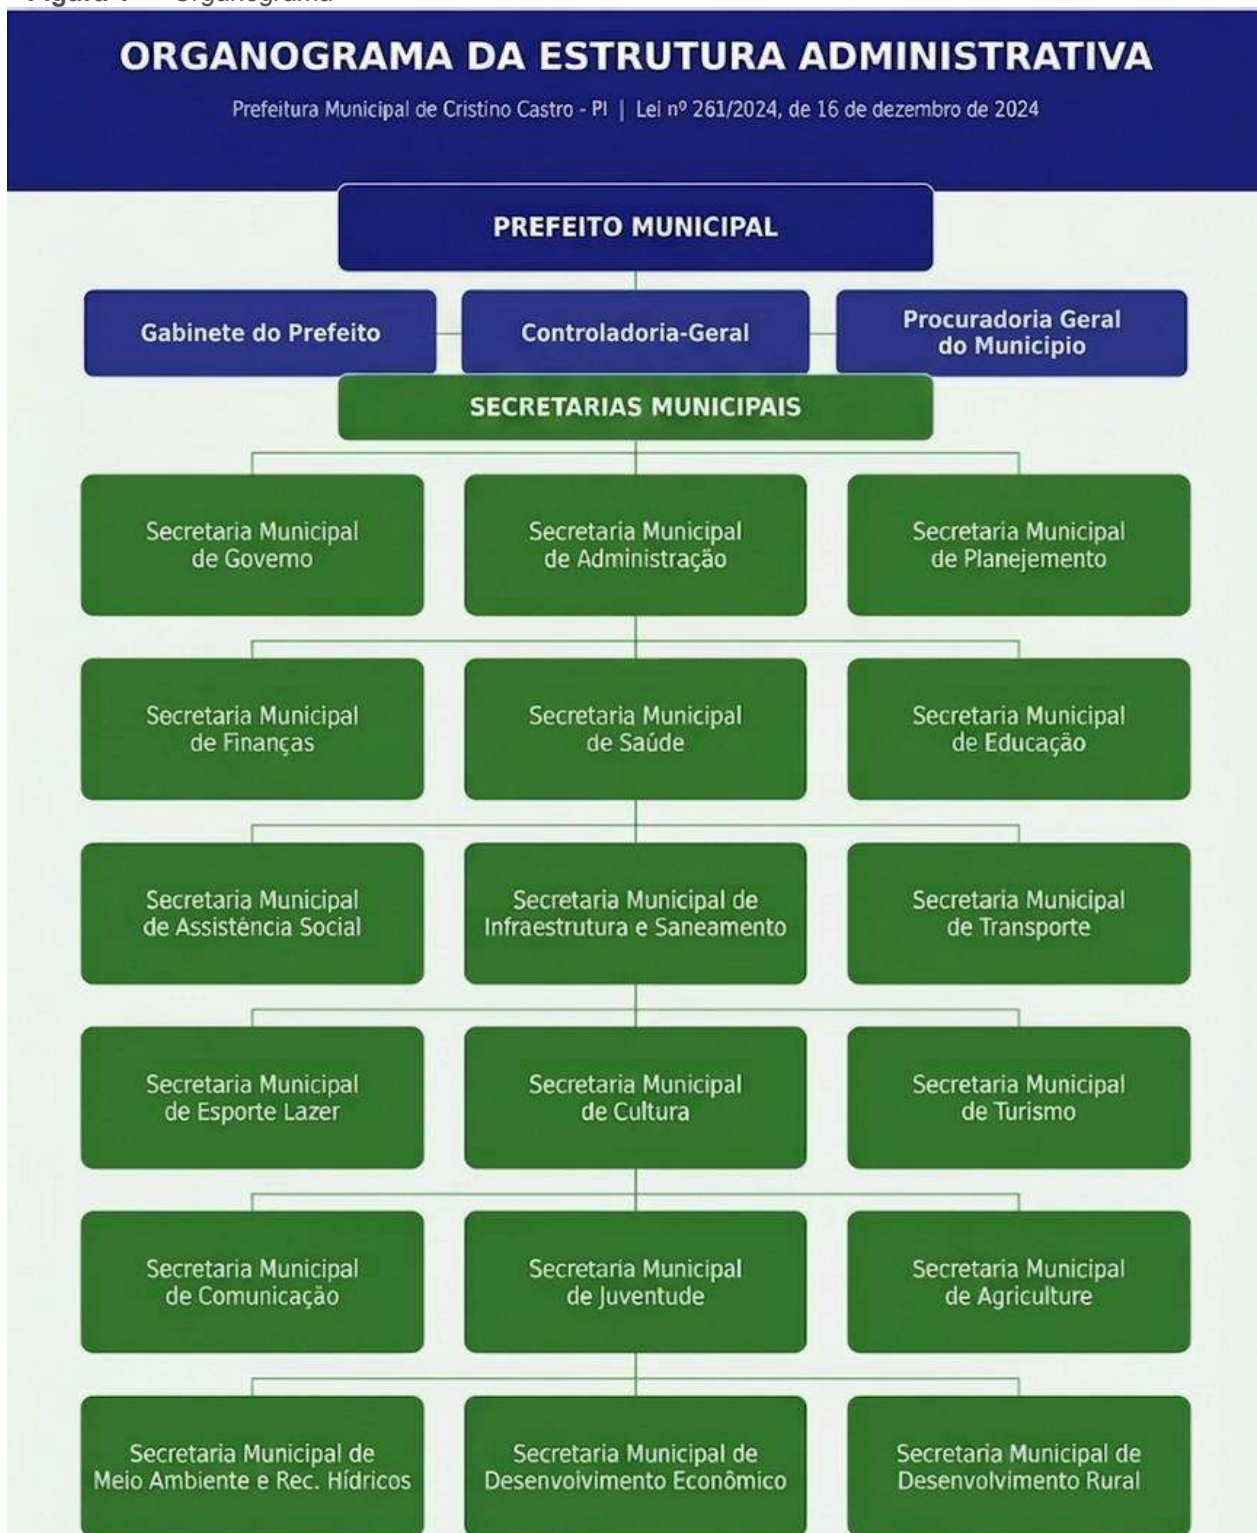 Organograma
ORGANOGRAMA DA ESTRUTURA ADMINISTRATIVA
Prefeitura Municipal de Cristino Castro - PI | Lei nº 261/2024, de 16 de dezembro de 2024
PREFEITO MUNICIPAL
Gabinete do Prefeito
Controladoria-Geral
Procuradoria Geral
do Municipio
SECRETARIAS MUNICIPAIS
Secretaria Municipal
de Governo
Secretaria Municipal
de Administração
Secretaria Municipal
de Planejemento
Secretaria Municipal
de Finanças
Secretaria Municipal
de Saúde
Secretaria Municipal
de Educação
Secretaria Municipal
de Assistência Social
Secretaria Municipal de
Infraestrutura e Saneamento
Secretaria Municipal
de Transporte
Secretaria Municipal
de Esporte Lazer
Secretaria Municipal
de Cultura
Secretaria Municipal
de Turismo
Secretaria Municipal
de Comunicação
Secretaria Municipal
de Juventude
Secretaria Municipal
de Agriculture
Secretaria Municipal de
Meio Ambiente e Rec. Hídricos
Secretaria Municipal de
Desenvolvimento Econômico
Secretaria Municipal de
Desenvolvimento Rural